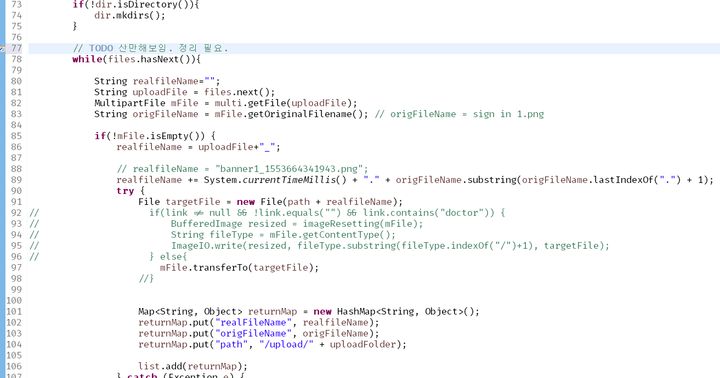 73 if(!dir.isDirectory()){
74 dir.mkdirs();
75 }
76
77 // TODO 산만해보임. 정리 필요.
78 while(files.hasNext()){
79
80 String realfileName="";
81 String uploadFile = files.next();
82 MultipartFile mFile = multi.getFile(uploadFile);
83 String origFileName = mFile.getOriginalFilename(); // origFileName = sign in 1.png
84
85 if(!mFile.isEmpty()) {
86 realfileName = uploadFile+"_";
87
88 // realfileName = "banner1_1553664341943.png";
89 realfileName += System.currentTimeMillis() + "." + origFileName.substring(origFileName.lastIndexOf(".") + 1);
90 try {
91 File targetFile = new File(path + realfileName);
92 // if(link ≠ null && !link.equals("") && link.contains("doctor")) {
93 // BufferedImage resized = imageResetting(mFile);
94 // String fileType = mFile.getContentType();
95 // ImageIO.write(resized, fileType.substring(fileType.indexOf("/")+1), targetFile);
96 // } else{
97 mFile.transferTo(targetFile);
98 //}
99
100
101 Map<String, Object> returnMap = new HashMap<String, Object>();
102 returnMap.put("realFileName", realfileName);
103 returnMap.put("origFileName", origFileName);
104 returnMap.put("path", "/upload/" + uploadFolder);
105
106 list.add(returnMap);
107 } catch (Exception e) {